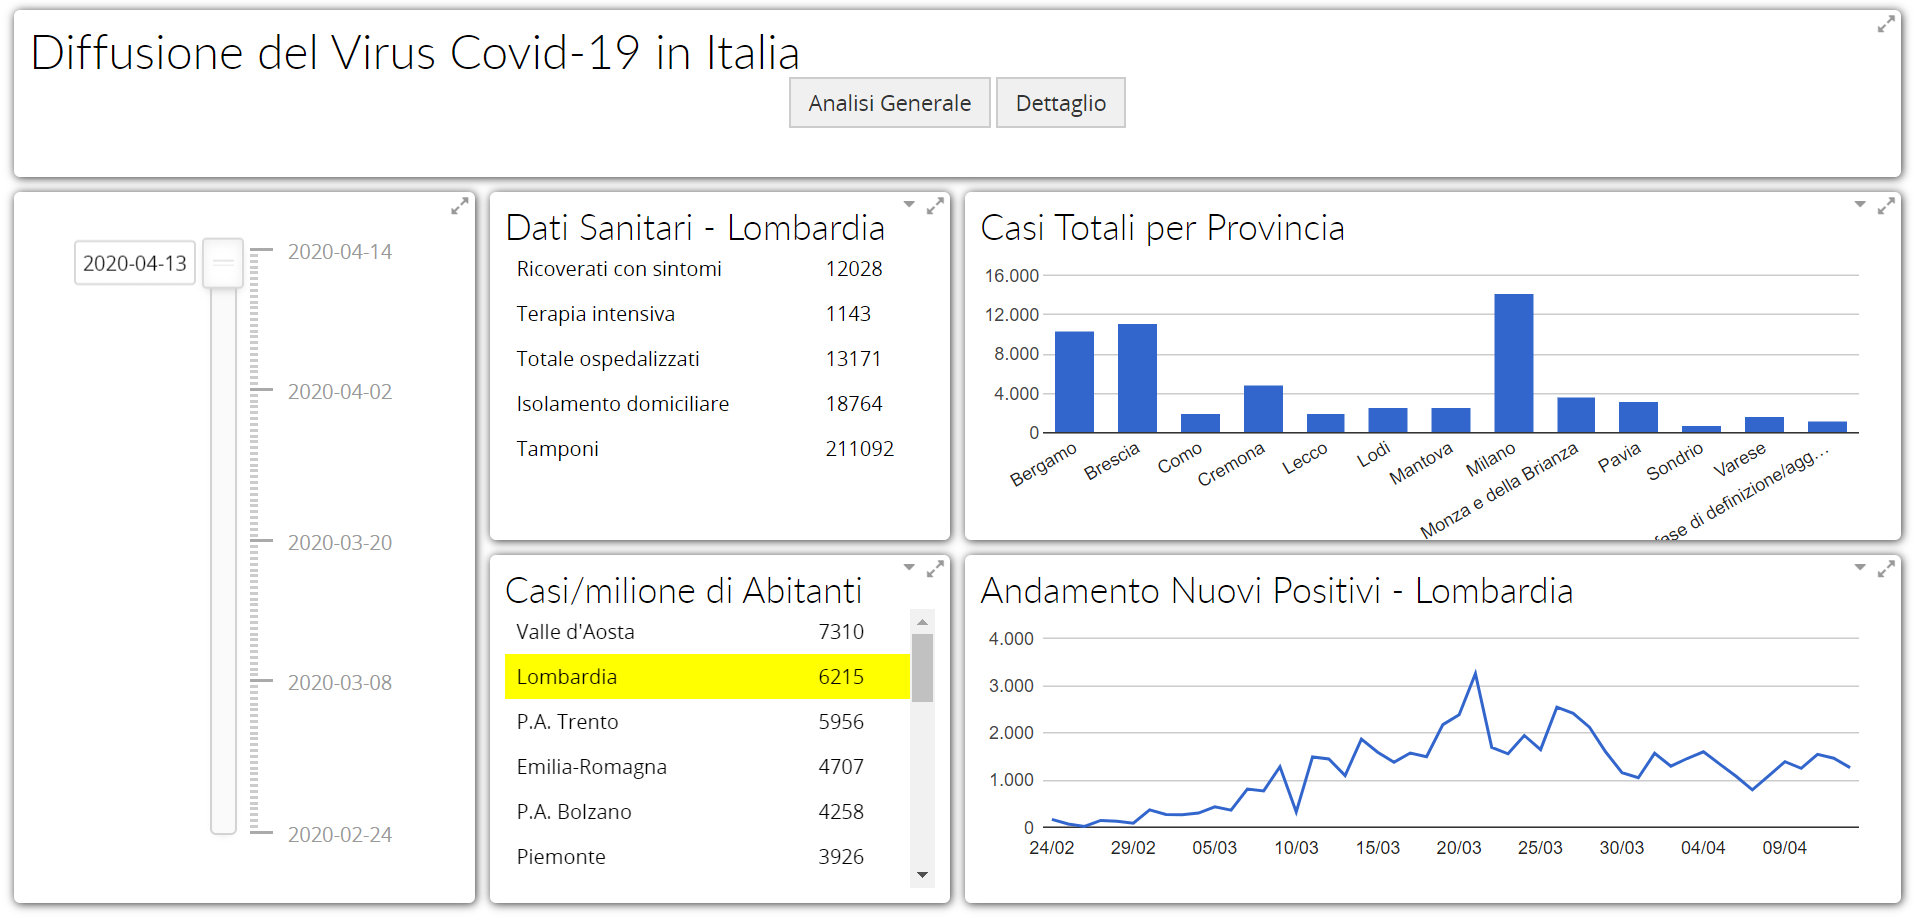 Diffusione del Virus Covid-19 in Italia
Analisi Generale Dettaglio
2020-04-13
2020-04-14
2020-04-02
2020-03-20
2020-03-08
2020-02-24
Dati Sanitari - Lombardia
Ricoverati con sintomi 12028
Terapia intensiva 1143
Totale ospedalizzati 13171
Isolamento domiciliare 18764
Tamponi 211092
Casi Totali per Provincia
16.000
12.000
8.000
4.000
0
Bergamo
Brescia
Como
Cremona
Lecco
Lodi
Mantova
Milano
Monza e della Brianza
Pavia
Sondrio
Varese
fase di definizione/agg...
Casi/milione di Abitanti
Valle d'Aosta 7310
Lombardia 6215
P.A. Trento 5956
Emilia-Romagna 4707
P.A. Bolzano 4258
Piemonte 3926
Andamento Nuovi Positivi - Lombardia
4.000
3.000
2.000
1.000
0
24/02 29/02 05/03 10/03 15/03 20/03 25/03 30/03 04/04 09/04